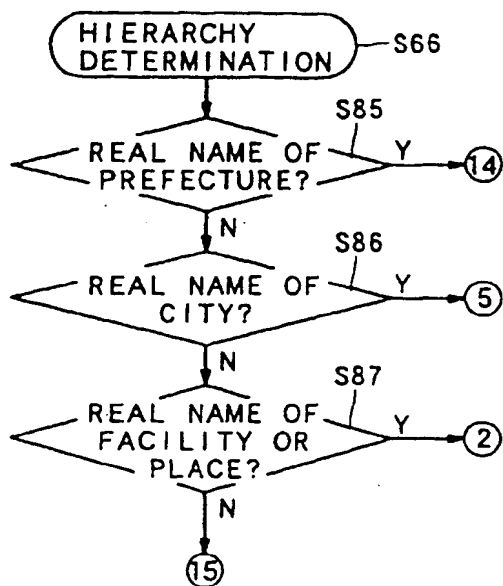 HIERARCHY
DETERMINATION
S66
S85
REAL NAME OF
PREFECTURE?
Y
14
N
S86
REAL NAME OF
CITY?
Y
5
N
S87
REAL NAME OF
FACILITY OR
PLACE?
Y
2
N
15